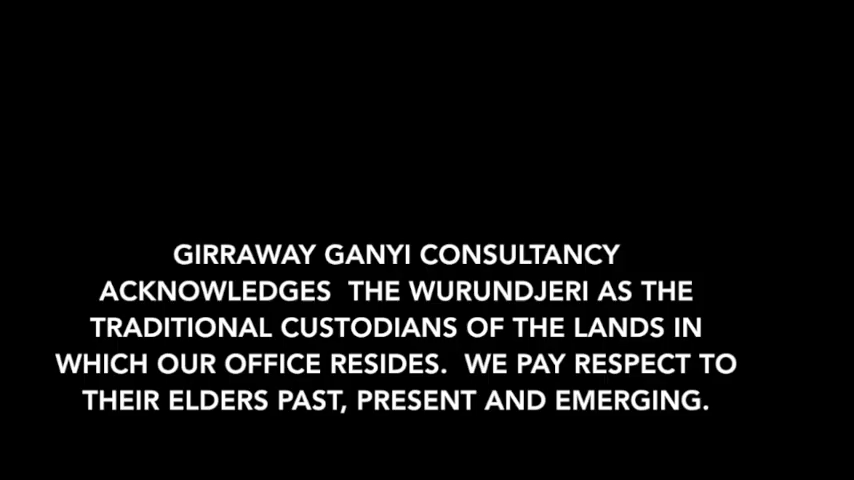 GIRRAWAY GANYI CONSULTANCY
ACKNOWLEDGES  THE WURUNDJERI AS THE
TRADITIONAL CUSTODIANS OF THE LANDS IN
WHICH OUR OFFICE RESIDES.  WE PAY RESPECT TO
THEIR ELDERS PAST, PRESENT AND EMERGING.